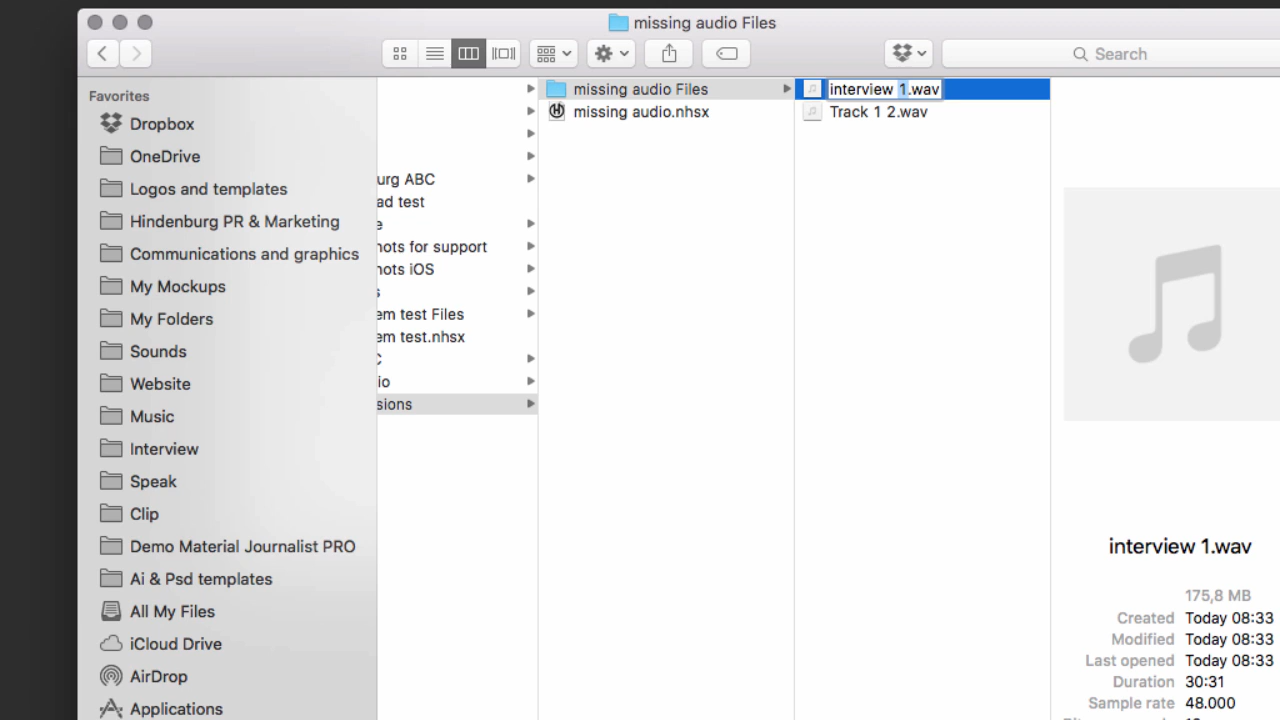 missing audio Files
Search
Favorites
Dropbox
OneDrive
Logos and templates
Hindenburg PR & Marketing
Communications and graphics
My Mockups
My Folders
Sounds
Website
Music
Interview
Speak
Clip
Demo Material Journalist PRO
Ai & Psd templates
All My Files
iCloud Drive
AirDrop
Applications
urg ABC
ad test
e
nots for support
nots iOS
s
em test Files
em test.nhsx
C
io
sions
missing audio Files
missing audio.nhsx
interview 1.wav
Track 1 2.wav
interview 1.wav
175,8 MB
Created Today 08:33
Modified Today 08:33
Last opened Today 08:33
Duration 30:31
Sample rate 48.000